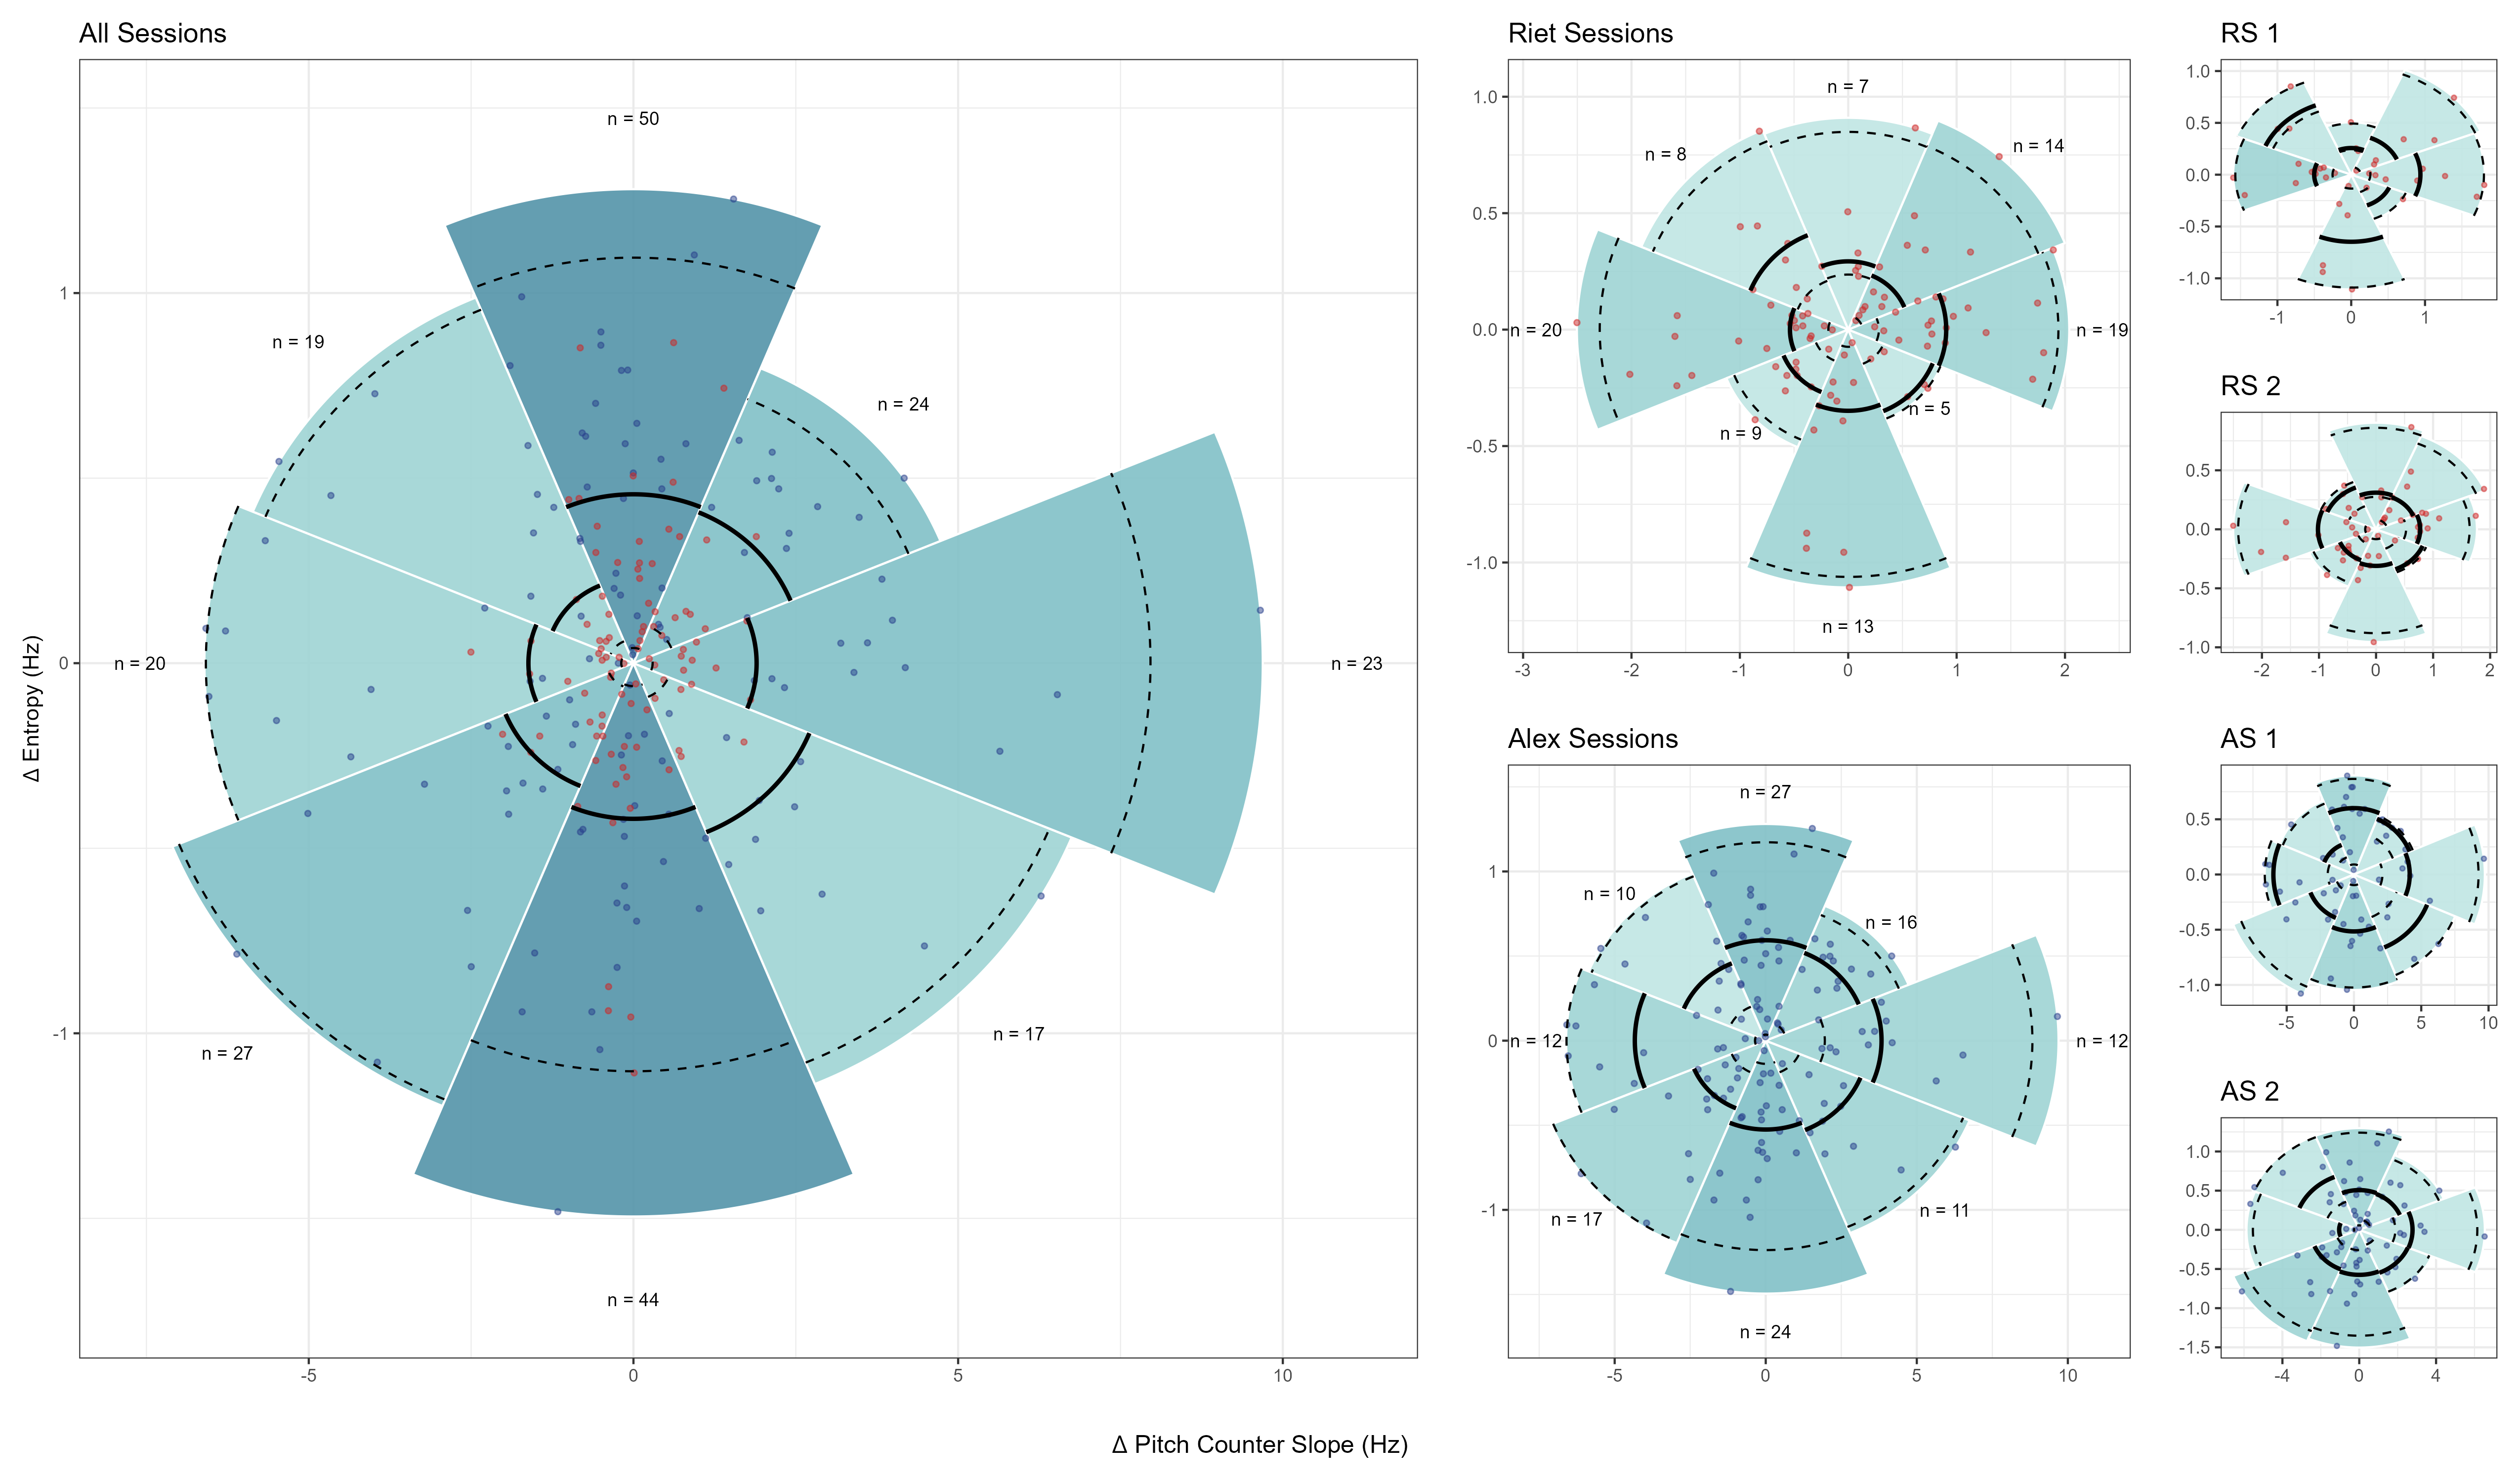 All Sessions
n = 50
n = 19
n = 24
n = 20
n = 23
n = 27
n = 17
n = 44
1
0
-1
-5
0
5
10
Δ Entropy (Hz)
Δ Pitch Counter Slope (Hz)
Riet Sessions
n = 7
n = 8
n = 14
n = 20
n = 19
n = 9
n = 5
n = 13
1.0
0.5
0.0
-0.5
-1.0
-3
-2
-1
0
1
2
Alex Sessions
n = 27
n = 10
n = 16
n = 12
n = 12
n = 17
n = 11
n = 24
1
0
-1
-5
0
5
10
RS 1
1.0
0.5
0.0
-0.5
-1.0
-1
0
1
RS 2
0.5
0.0
-0.5
-1.0
-2
-1
0
1
2
AS 1
0.5
0.0
-0.5
-1.0
-5
0
5
10
AS 2
1.0
0.5
0.0
-0.5
-1.0
-1.5
-4
0
4